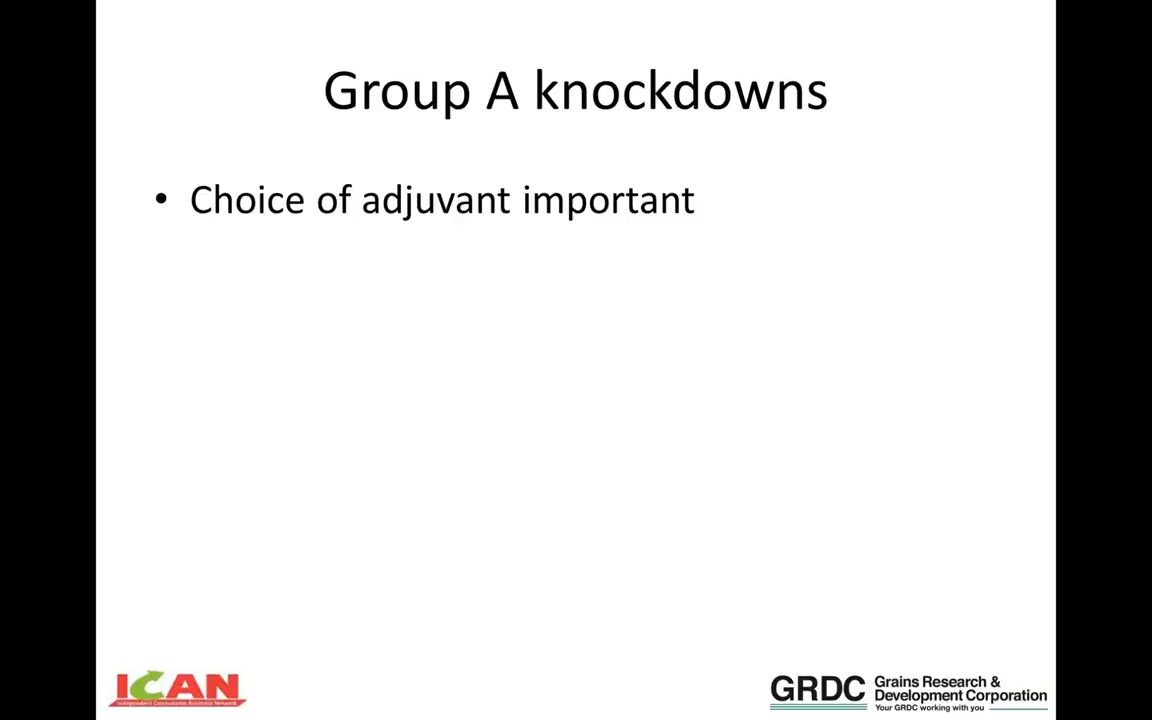 Group A knockdowns
• Choice of adjuvant important
ICAN
Independent Consultants Australia Network
GRDC
Grains Research &
Development Corporation
Your GRDC working with you